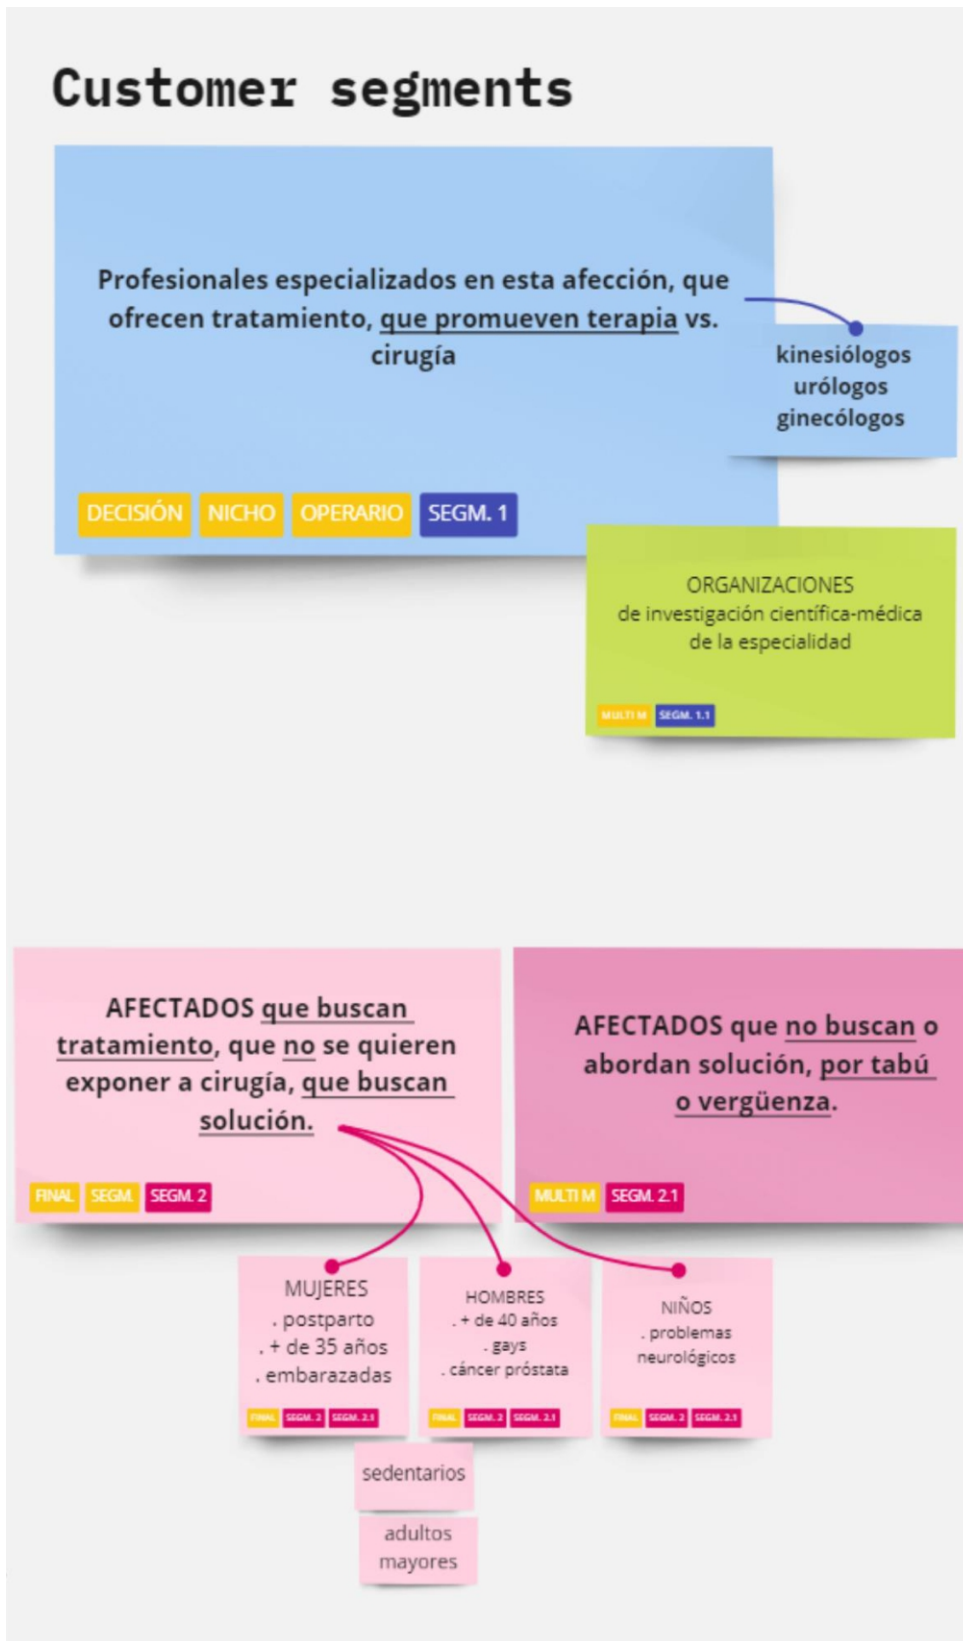 Customer segments
Profesionales especializados en esta afección, que
ofrecen tratamiento, que promueven terapia vs.
cirugía
kinesiólogos
urólogos
ginecólogos
DECISIÓN NICHO OPERARIO SEGM. 1
ORGANIZACIONES
de investigación científica-médica
de la especialidad
MULTI M SEGM. 1.1
AFECTADOS que buscan
tratamiento, que no se quieren
exponer a cirugía, que buscan
solución.
FINAL SEGM. SEGM. 2
AFECTADOS que no buscan o
abordan solución, por tabú
o vergüenza.
MULTI M SEGM. 2.1
MUJERES
. postparto
. + de 35 años
. embarazadas
FINAL SEGM. 2 SEGM. 2.1
HOMBRES
. + de 40 años
. gays
. cáncer próstata
FINAL SEGM. 2 SEGM. 2.1
NIÑOS
. problemas
neurológicos
FINAL SEGM. 2 SEGM. 2.1
sedentarios
adultos
mayores